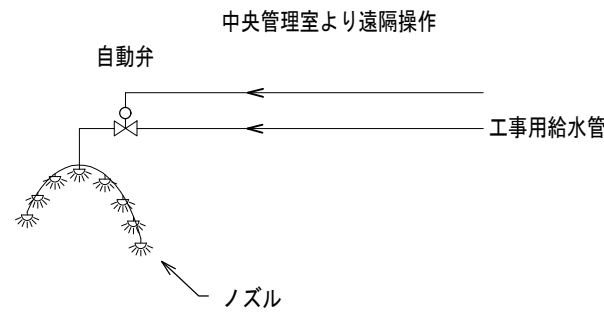 中央管理室より遠隔操作
自動弁
工事用給水管
ノズル